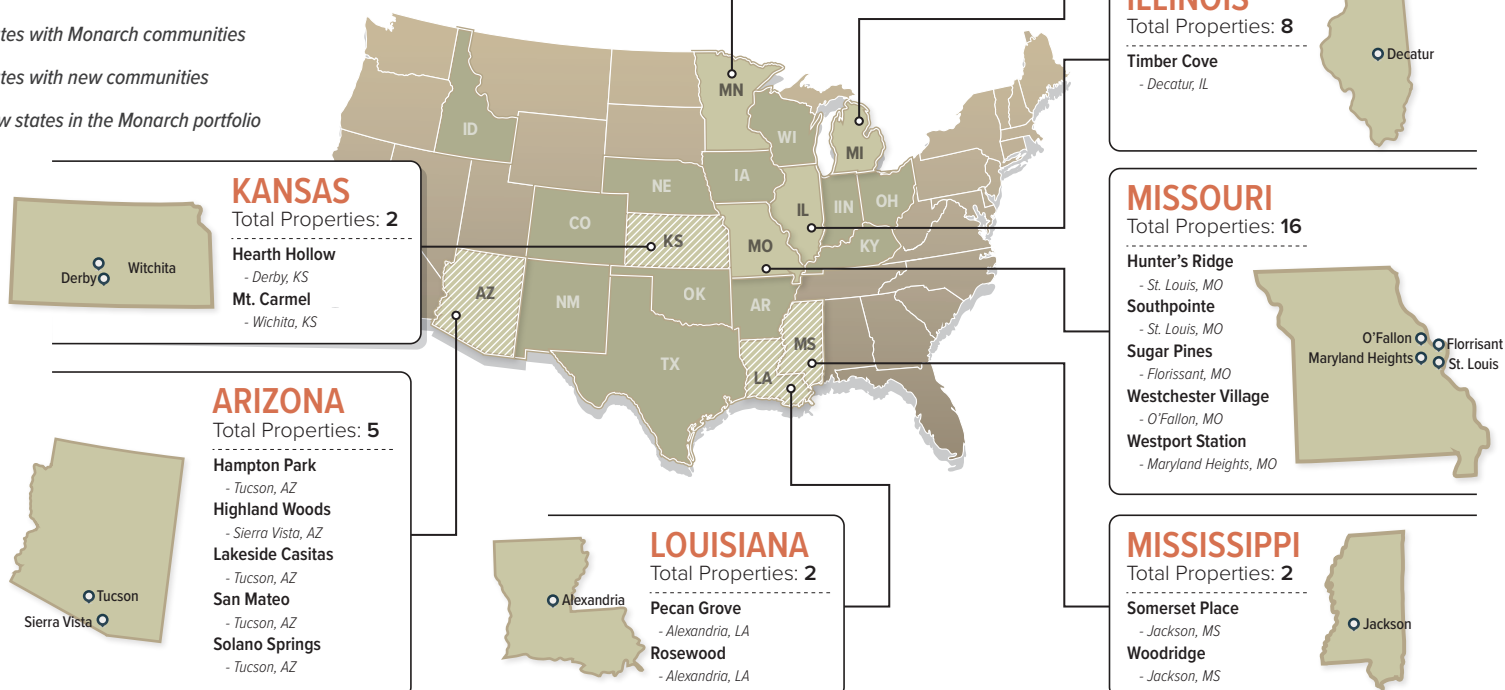 tes with Monarch communities
tes with new communities
w states in the Monarch portfolio
KANSAS
Total Properties: 2
Hearth Hollow
- Derby, KS
Mt. Carmel
- Wichita, KS
Witchita
Derby
ARIZONA
Total Properties: 5
Hampton Park
- Tucson, AZ
Highland Woods
- Sierra Vista, AZ
Lakeside Casitas
- Tucson, AZ
San Mateo
- Tucson, AZ
Solano Springs
- Tucson, AZ
Tucson
Sierra Vista
MN
ID
WI
MI
IA
NE
IL
IIN
OH
CO
KS
MO
KY
AZ
NM
OK
AR
MS
TX
LA
LOUISIANA
Total Properties: 2
Pecan Grove
- Alexandria, LA
Rosewood
- Alexandria, LA
Alexandria
ILLINOIS
Total Properties: 8
Timber Cove
- Decatur, IL
Decatur
MISSOURI
Total Properties: 16
Hunter's Ridge
- St. Louis, MO
Southpointe
- St. Louis, MO
Sugar Pines
- Florissant, MO
Westchester Village
- O'Fallon, MO
Westport Station
- Maryland Heights, MO
O'Fallon
Florrisant
Maryland Heights
St. Louis
MISSISSIPPI
Total Properties: 2
Somerset Place
- Jackson, MS
Woodridge
- Jackson, MS
Jackson